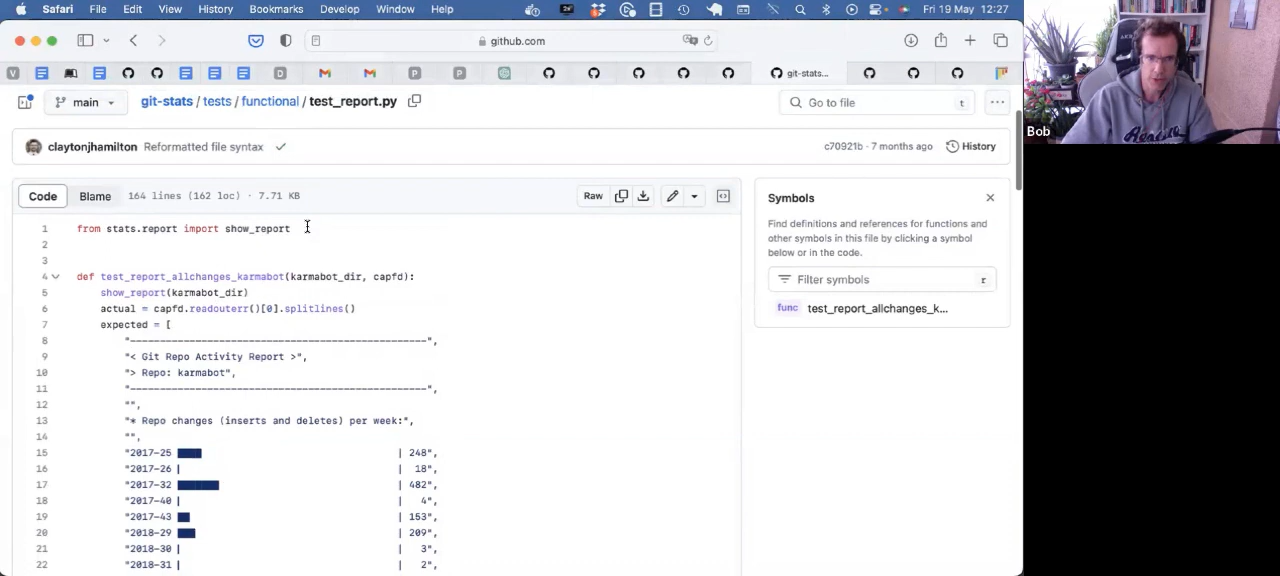 Safari File Edit View History Bookmarks Develop Window Help Fri 19 May 12:27
github.com
git-stats...
main git-stats / tests / functional / test_report.py Go to file t
claytonjhamilton Reformatted file syntax c70921b · 7 months ago History
Code Blame 164 lines (162 loc) · 7.71 KB Raw
Symbols
Find definitions and references for functions and
other symbols in this file by clicking a symbol
below or in the code.
Filter symbols r
func test_report_allchanges_k...
1 from stats.report import show_report
2
3
4 def test_report_allchanges_karmabot(karmabot_dir, capfd):
5 show_report(karmabot_dir)
6 actual = capfd.readouterr()[0].splitlines()
7 expected = [
8 "--------------------------------------------------",
9 "< Git Repo Activity Report >",
10 "> Repo: karmabot",
11 "--------------------------------------------------",
12 "",
13 "* Repo changes (inserts and deletes) per week:",
14 "",
15 "2017-25 | 248",
16 "2017-26 | | 18",
17 "2017-32 | 482",
18 "2017-40 | | 4",
19 "2017-43 | 153",
20 "2018-29 | 209",
21 "2018-30 | | 3",
22 "2018-31 | | 2",
Bob